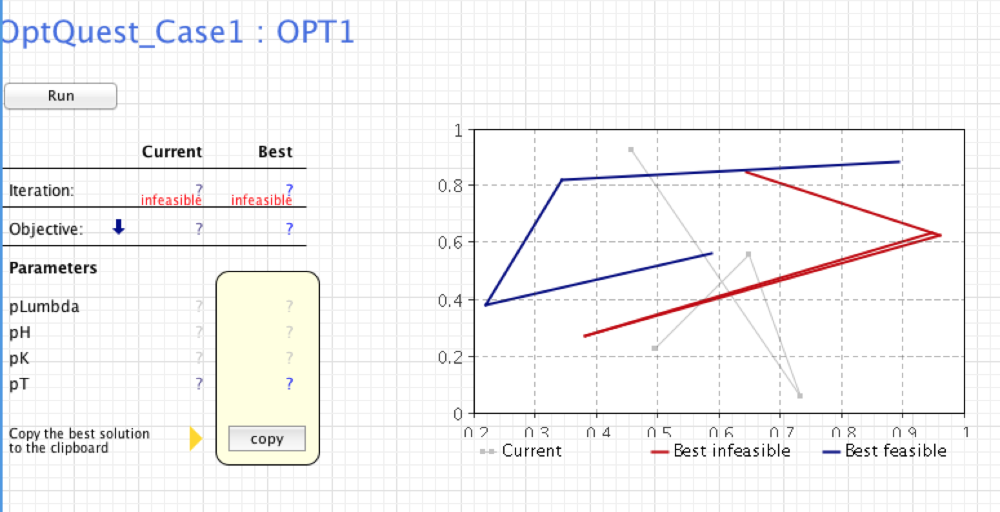 OptQuest_Case1 : OPT1
Run
Current Best
Iteration: ? ?
infeasible infeasible
Objective: ? ?
Parameters
pLumbda ? ?
pH ? ?
pK ? ?
pT ? ?
Copy the best solution
to the clipboard
copy
1
0.8
0.6
0.4
0.2
0
0.2 0.3 0.4 0.5 0.6 0.7 0.8 0.9 1
Current Best infeasible Best feasible